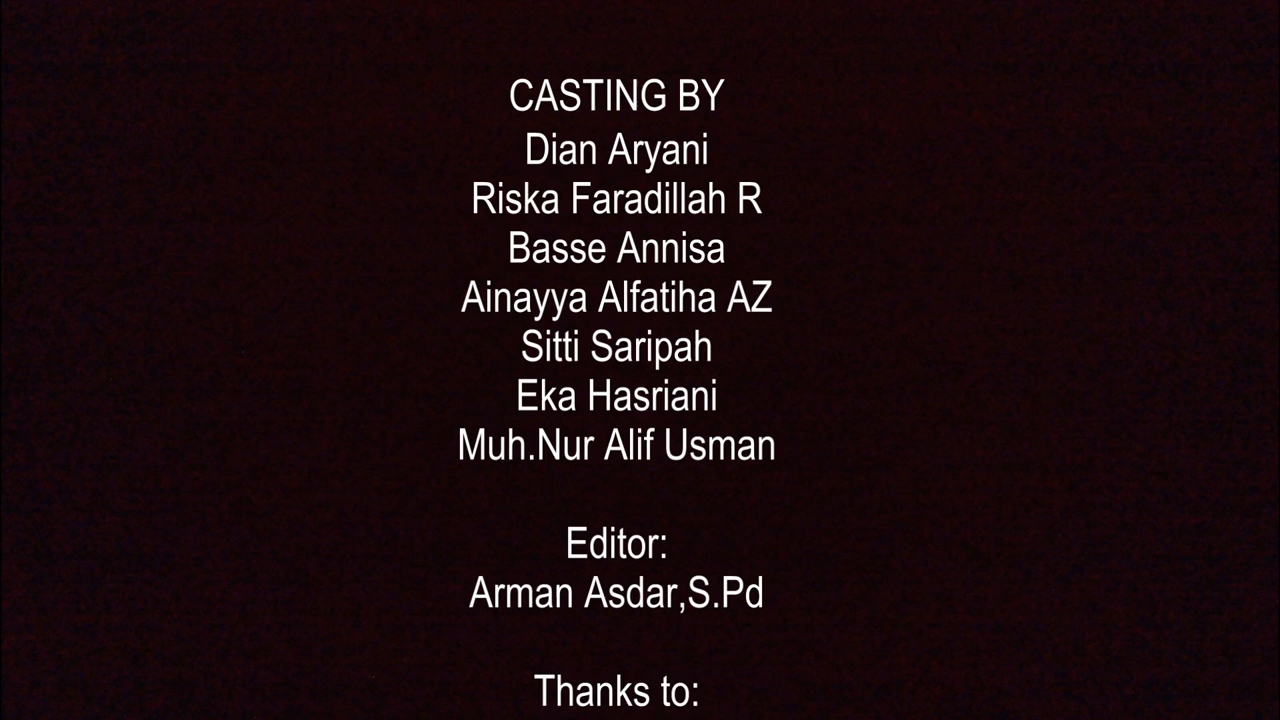 CASTING BY
Dian Aryani
Riska Faradillah R
Basse Annisa
Ainayya Alfatiha AZ
Sitti Saripah
Eka Hasriani
Muh.Nur Alif Usman
Editor:
Arman Asdar,S.Pd
Thanks to: